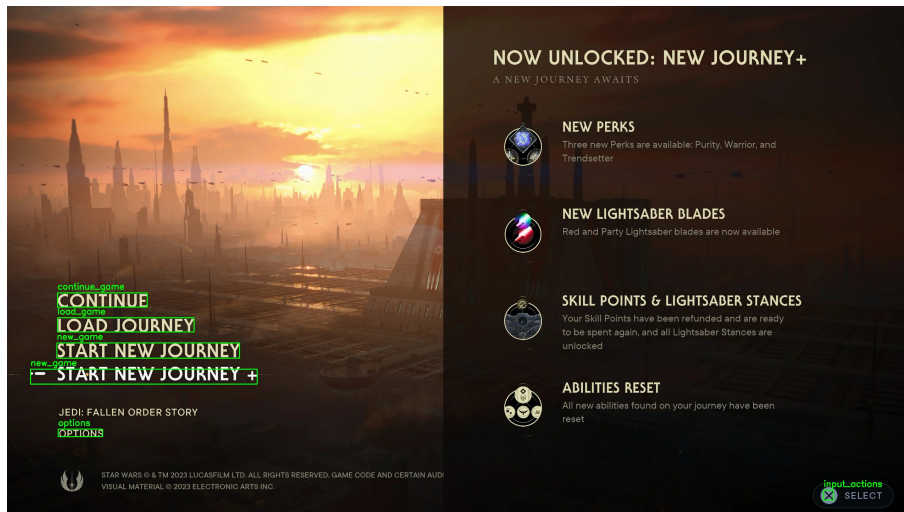 continue_game
CONTINUE
load_game
LOAD JOURNEY
new_game
START NEW JOURNEY
new_game
START NEW JOURNEY +
JEDI: FALLEN ORDER STORY
options
OPTIONS
STAR WARS © & TM 2023 LUCASFILM LTD. ALL RIGHTS RESERVED. GAME CODE AND CERTAIN AUDI
VISUAL MATERIAL © 2023 ELECTRONIC ARTS INC.
NOW UNLOCKED: NEW JOURNEY+
A NEW JOURNEY AWAITS
NEW PERKS
Three new Perks are available: Purity, Warrior, and
Trendsetter
NEW LIGHTSABER BLADES
Red and Party Lightsaber blades are now available
SKILL POINTS & LIGHTSABER STANCES
Your Skill Points have been refunded and are ready
to be spent again, and all Lightsaber Stances are
unlocked
ABILITIES RESET
All new abilities found on your journey have been
reset
input_actions
SELECT